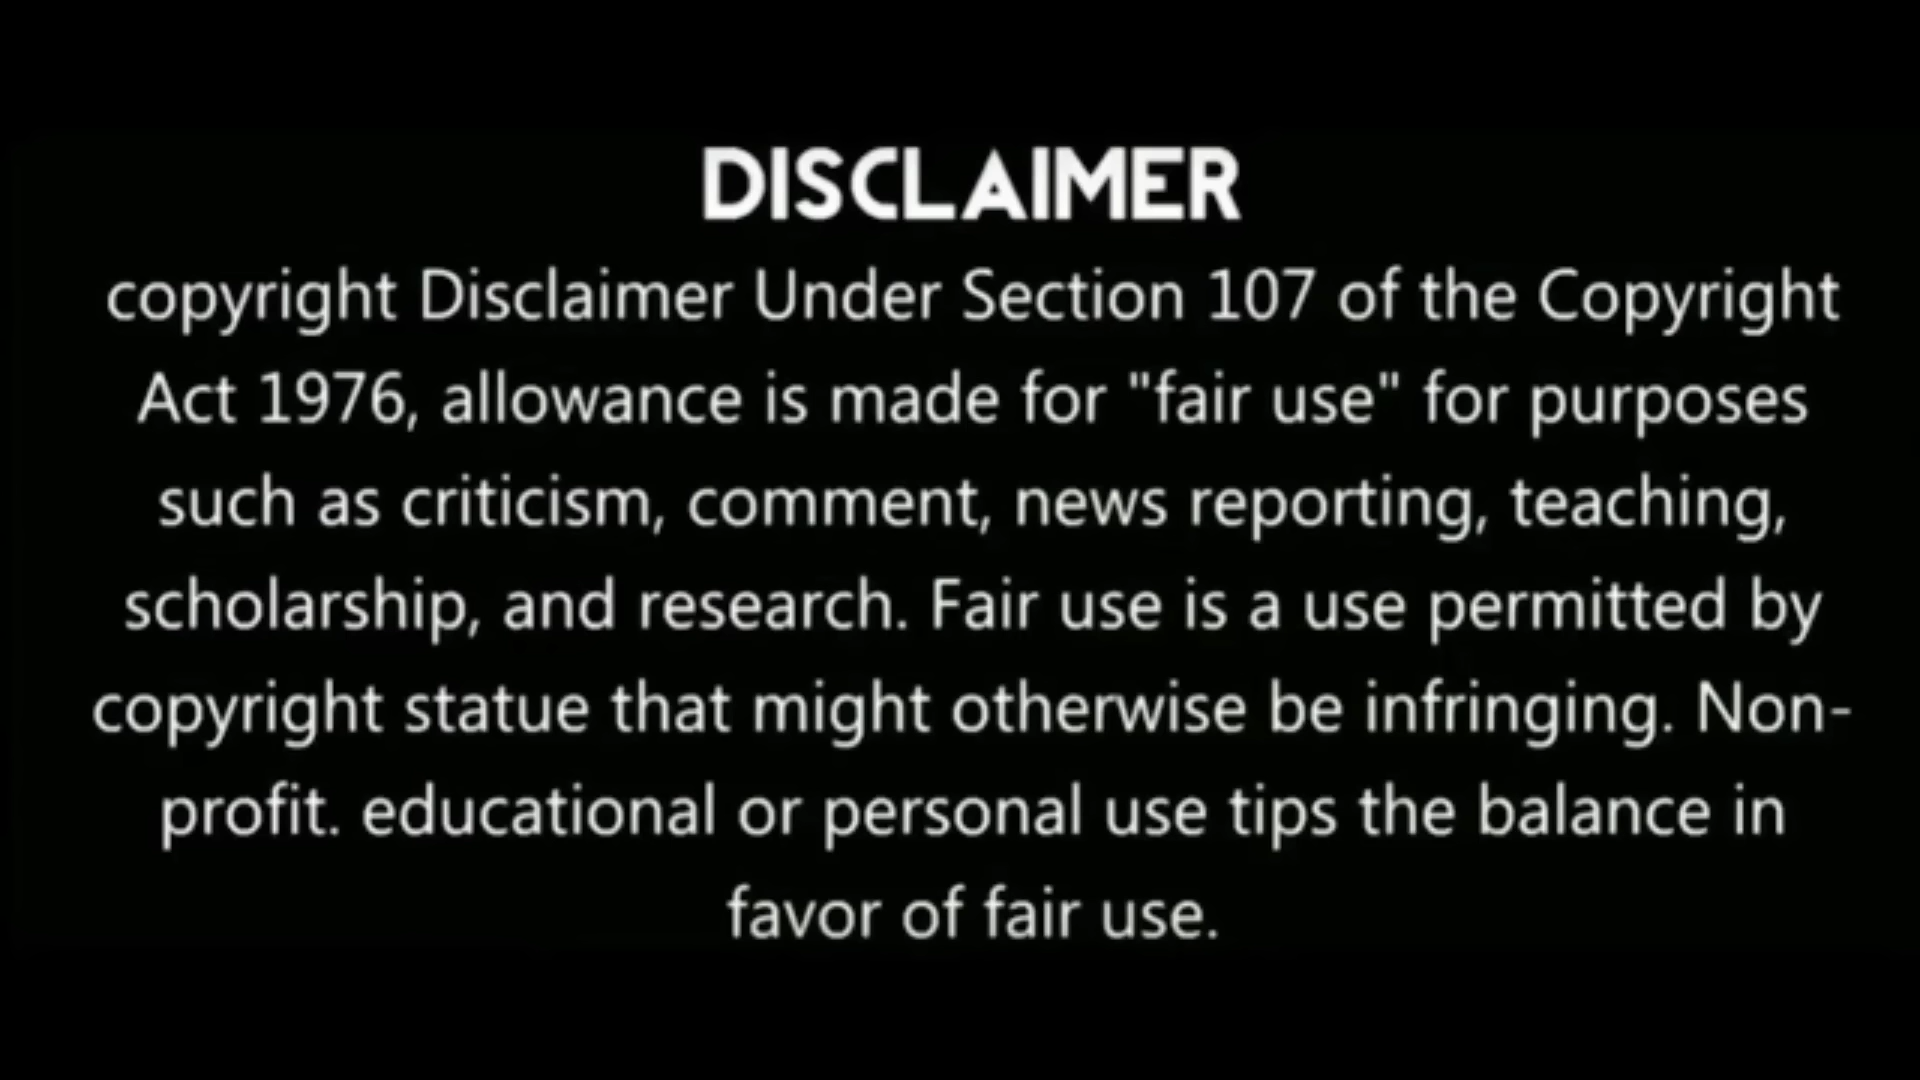 DISCLAIMER
copyright Disclaimer Under Section 107 of the Copyright
Act 1976, allowance is made for "fair use" for purposes
such as criticism, comment, news reporting, teaching,
scholarship, and research. Fair use is a use permitted by
copyright statue that might otherwise be infringing. Non-
profit. educational or personal use tips the balance in
favor of fair use.